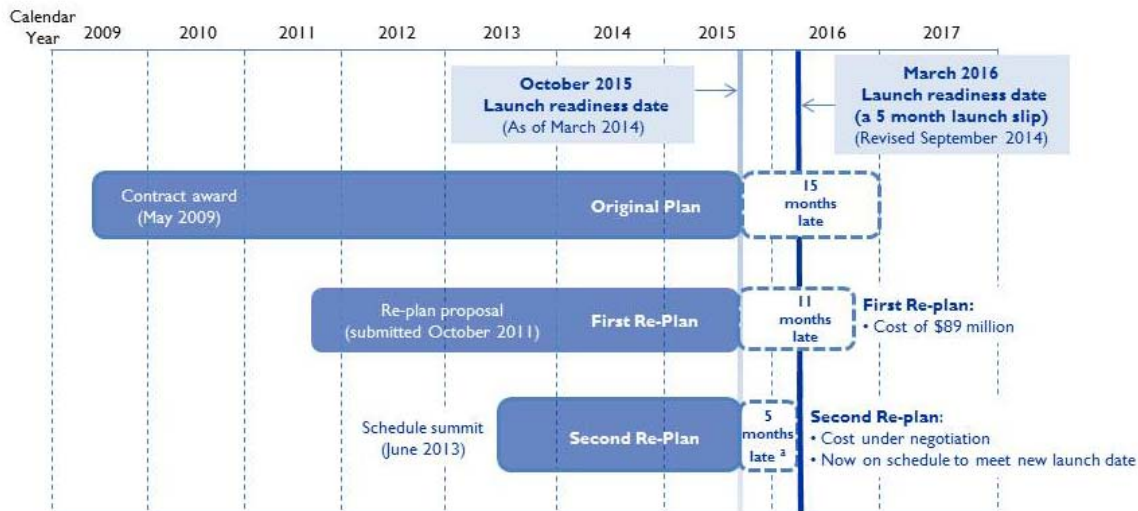 Calendar
Year 2009 2010 2011 2012 2013 2014 2015 2016 2017
October 2015
Launch readiness date
(As of March 2014)
March 2016
Launch readiness date
(a 5 month launch slip)
(Revised September 2014)
Contract award
(May 2009)
Original Plan
15
months
late
Re-plan proposal
(submitted October 2011)
First Re-Plan
11
months
late
First Re-plan:
• Cost of $89 million
Schedule summit
(June 2013)
Second Re-Plan
5
months
late a
Second Re-plan:
• Cost under negotiation
• Now on schedule to meet new launch date